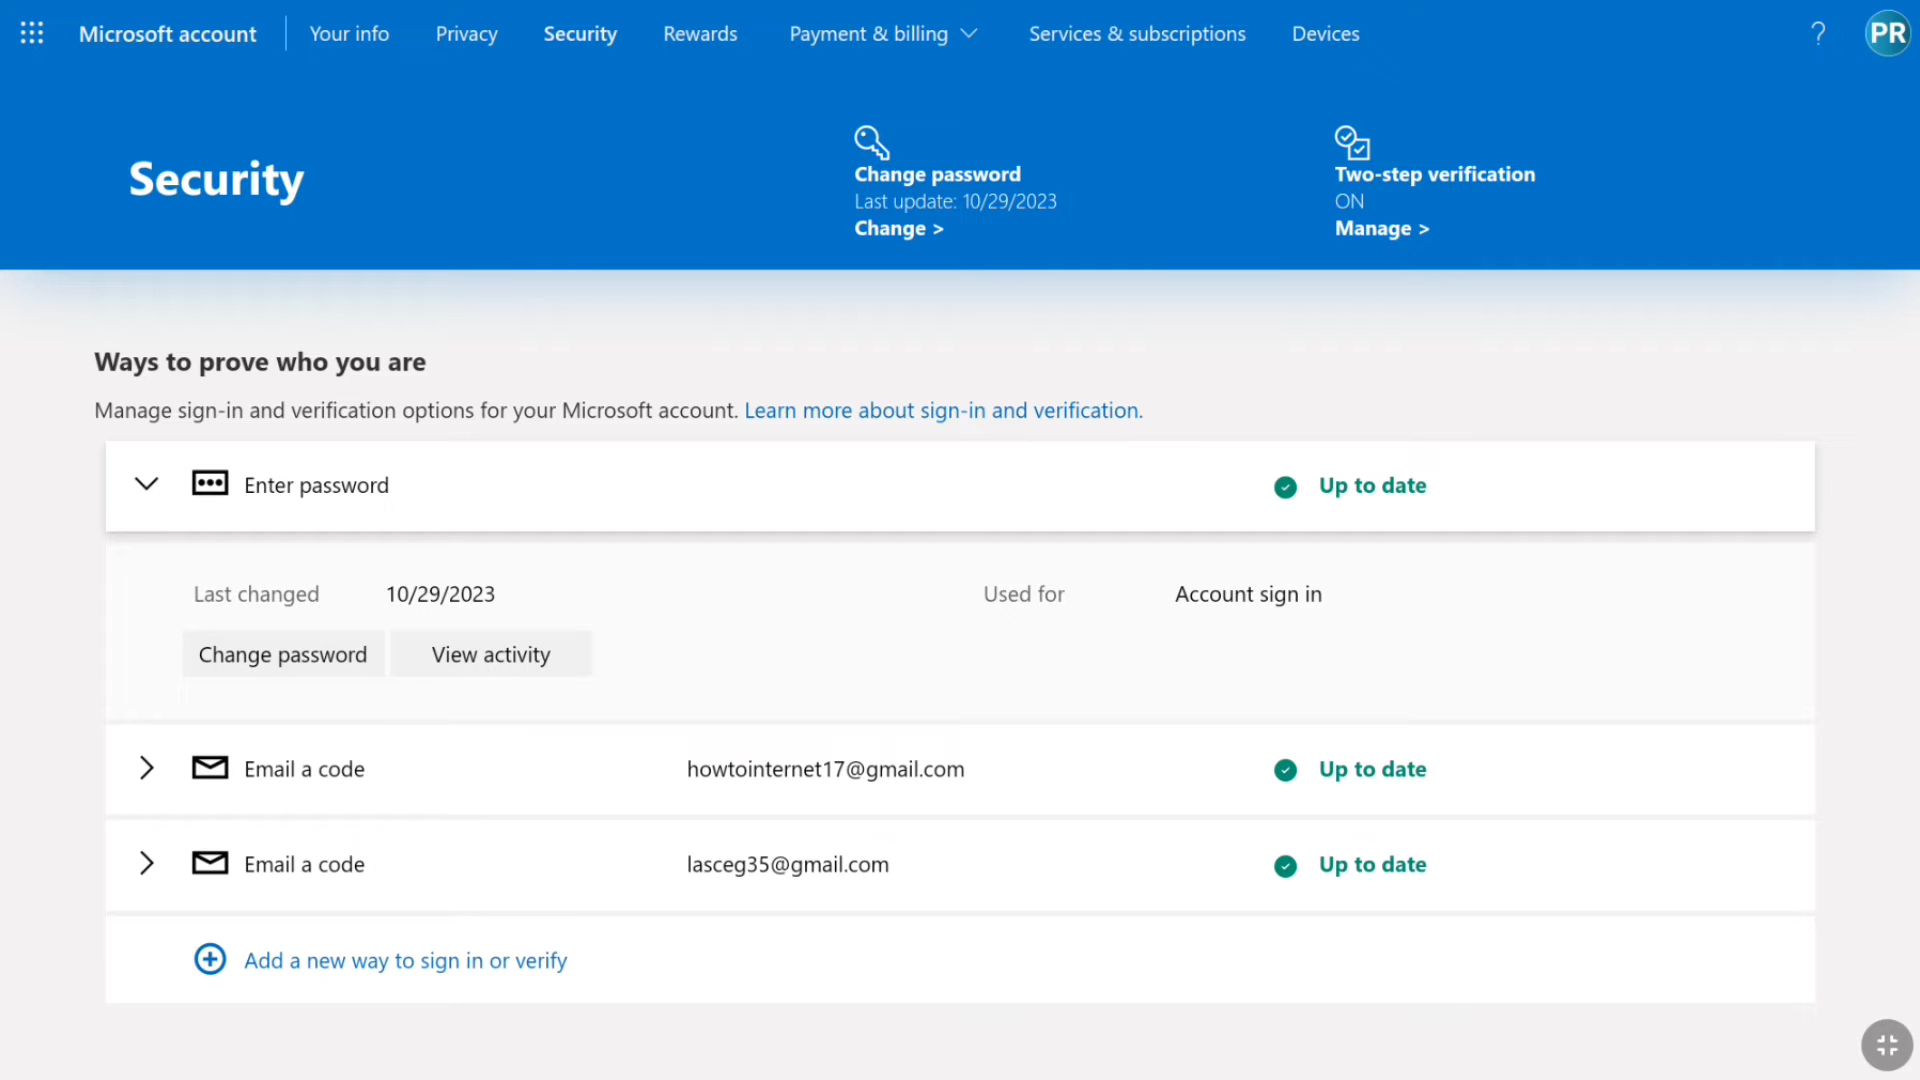 Microsoft account
Your info
Privacy
Security
Rewards
Payment & billing
Services & subscriptions
Devices
?
PR
Security
Change password
Last update: 10/29/2023
Change >
Two-step verification
ON
Manage >
Ways to prove who you are
Manage sign-in and verification options for your Microsoft account. Learn more about sign-in and verification.
Enter password
Up to date
Last changed
10/29/2023
Used for
Account sign in
Change password
View activity
Email a code
howtointernet17@gmail.com
Up to date
Email a code
lasceg35@gmail.com
Up to date
Add a new way to sign in or verify